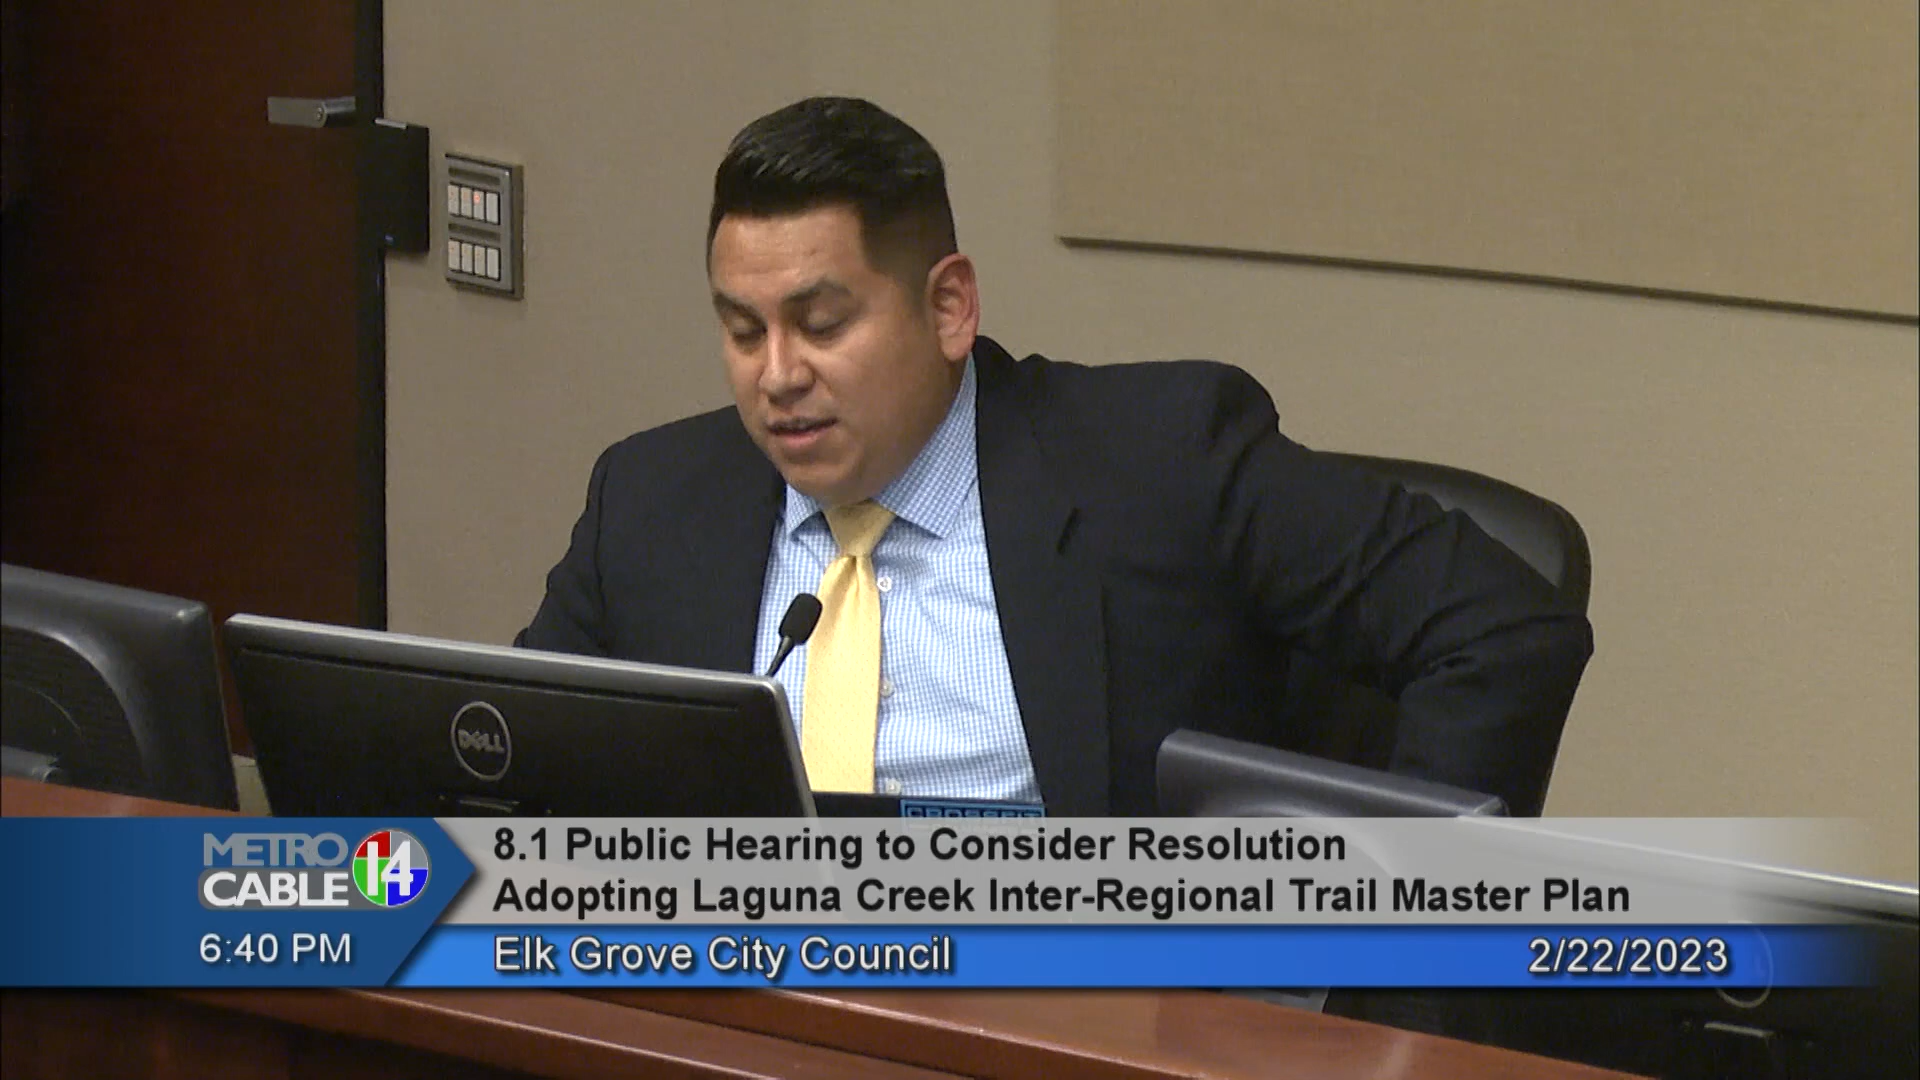 DELL
METRO
CABLE 14
8.1 Public Hearing to Consider Resolution
Adopting Laguna Creek Inter-Regional Trail Master Plan
6:40 PM
Elk Grove City Council
2/22/2023